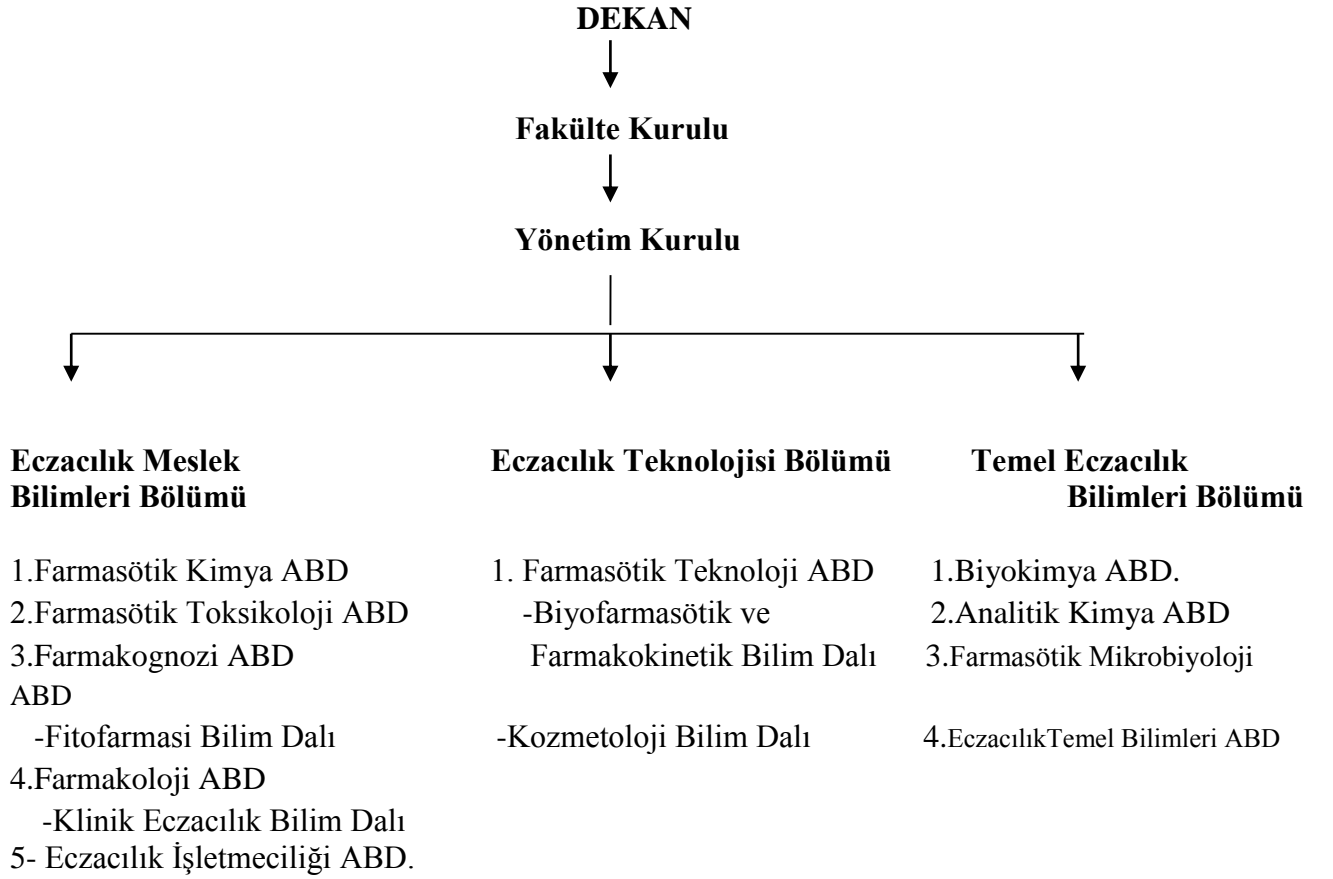 DEKAN
Fakülte Kurulu
Yönetim Kurulu
Eczacılık Meslek Eczacılık Teknolojisi Bölümü Temel Eczacılık
Bilimleri Bölümü Bilimleri Bölümü
1.Farmasötik Kimya ABD 1. Farmasötik Teknoloji ABD 1.Biyokimya ABD.
2.Farmasötik Toksikoloji ABD -Biyofarmasötik ve 2.Analitik Kimya ABD
3.Farmakognozi ABD Farmakokinetik Bilim Dalı 3.Farmasötik Mikrobiyoloji
ABD
-Fitofarmasi Bilim Dalı -Kozmetoloji Bilim Dalı 4.EczacılıkTemel Bilimleri ABD
4.Farmakoloji ABD
-Klinik Eczacılık Bilim Dalı
5- Eczacılık İşletmeciliği ABD.